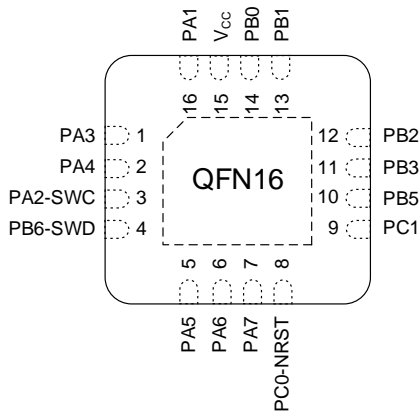 PA1
Vcc
PB0
PB1
16
15
14
13
PA3 1
PA4 2
PA2-SWC 3
PB6-SWD 4
QFN16
12 PB2
11 PB3
10 PB5
9 PC1
5
6
7
8
PA5
PA6
PA7
PC0-NRST